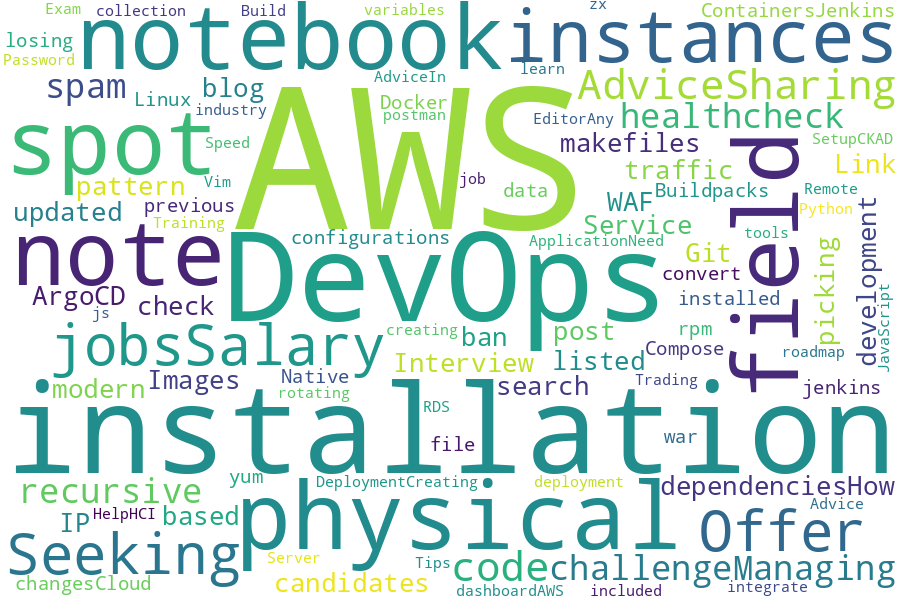 Exam
collection
Build
variables
zx
ContainersJenkins
losing
notebook
instances
Password
spam
Linux
blog
AdviceIn
learn
AdviceSharing
industry
Docker
postman
EditorAny
healthcheck
spot
AWS
Speed
makefiles
SetupCKAD
field
traffic
Link
pattern
Vim
job
data
WAF
Buildpacks
Remote
updated
previous
Python
Training
Service
note
DevOps
configurations
ApplicationNeed
Git
tools
picking
development
ArgoCD
check
convert
installed
js
JavaScript
jobsSalary
creating
ban
post
rpm
Compose
roadmap
Interview
listed
modern
Images
Native
rotating
search
Trading
jenkins
installation
RDS
file
war
recursive
yum
DeploymentCreating
deployment
dependenciesHow
physical
IP
HelpHCI
based
Offer
Advice
Seeking
Server
Tips
code
challengeManaging
changesCloud
candidates
dashboardAWS
included
integrate